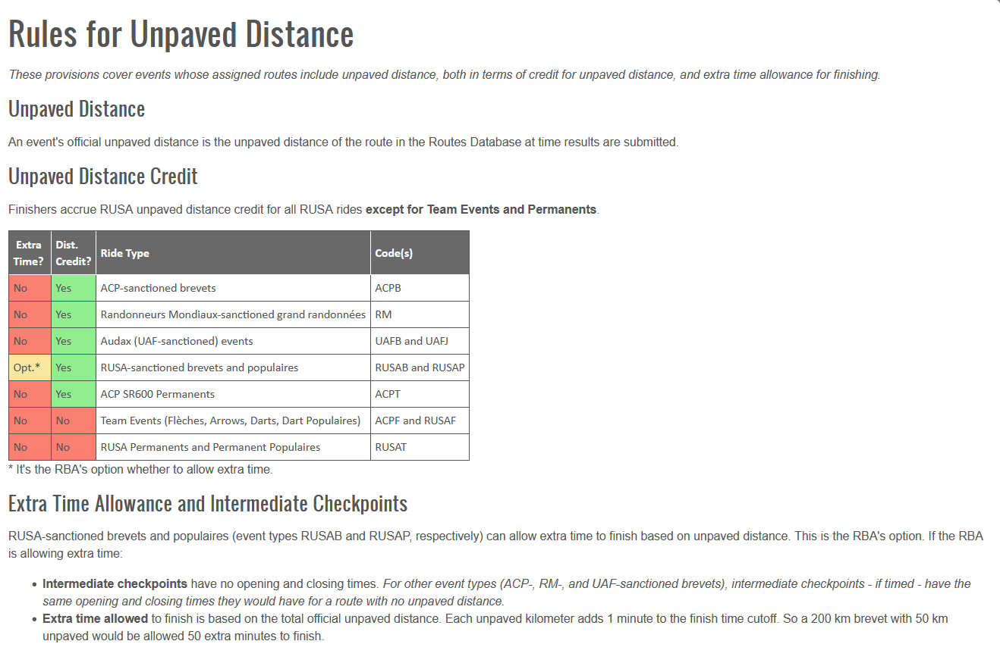 Rules for Unpaved Distance
These provisions cover events whose assigned routes include unpaved distance, both in terms of credit for unpaved distance, and extra time allowance for finishing.
Unpaved Distance
An event's official unpaved distance is the unpaved distance of the route in the Routes Database at time results are submitted.
Unpaved Distance Credit
Finishers accrue RUSA unpaved distance credit for all RUSA rides except for Team Events and Permanents.
Extra Time? Dist. Credit? Ride Type Code(s)
No Yes ACP-sanctioned brevets ACPB
No Yes Randonneurs Mondiaux-sanctioned grand randonnées RM
No Yes Audax (UAF-sanctioned) events UAFB and UAFJ
Opt.* Yes RUSA-sanctioned brevets and populaires RUSAB and RUSAP
No Yes ACP SR600 Permanents ACPT
No No Team Events (Flèches, Arrows, Darts, Dart Populaires) ACPF and RUSAF
No No RUSA Permanents and Permanent Populaires RUSAT
* It's the RBA's option whether to allow extra time.
Extra Time Allowance and Intermediate Checkpoints
RUSA-sanctioned brevets and populaires (event types RUSAB and RUSAP, respectively) can allow extra time to finish based on unpaved distance. This is the RBA's option. If the RBA
is allowing extra time:
• Intermediate checkpoints have no opening and closing times. For other event types (ACP-, RM-, and UAF-sanctioned brevets), intermediate checkpoints - if timed - have the
same opening and closing times they would have for a route with no unpaved distance.
• Extra time allowed to finish is based on the total official unpaved distance. Each unpaved kilometer adds 1 minute to the finish time cutoff. So a 200 km brevet with 50 km
unpaved would be allowed 50 extra minutes to finish.